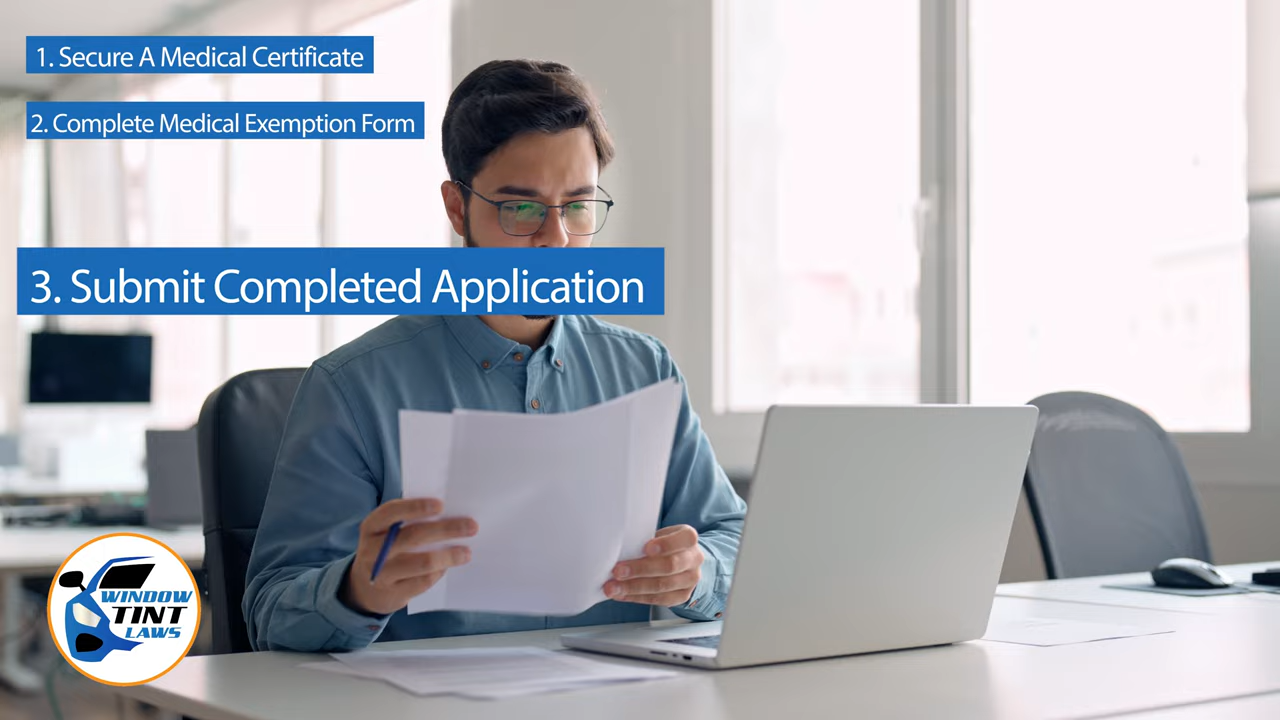 1. Secure A Medical Certificate
2. Complete Medical Exemption Form
3. Submit Completed Application
WINDOW
TINT
LAWS